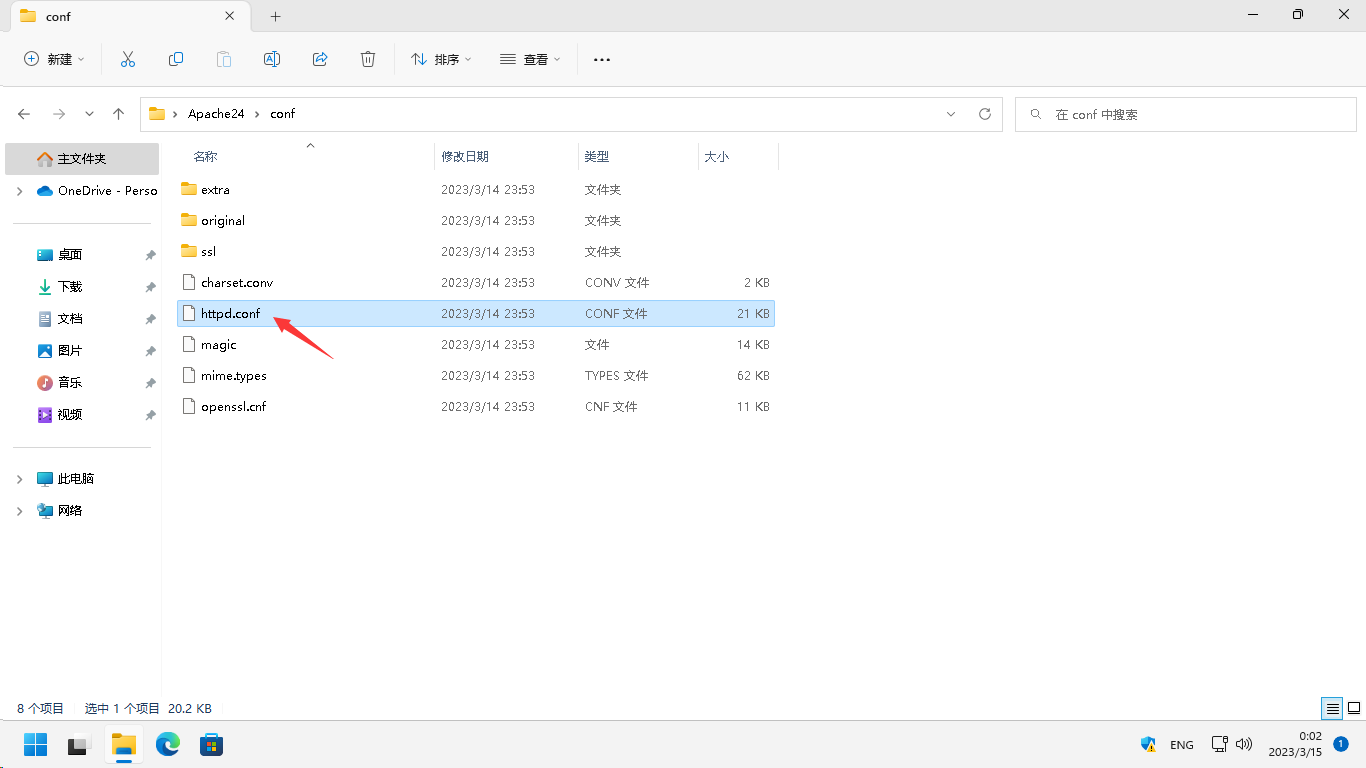 conf
新建
排序
查看
Apache24 > conf
在 conf 中搜索
主文件夹
OneDrive - Perso
桌面
下载
文档
图片
音乐
视频
此电脑
网络
名称 修改日期 类型 大小
extra 2023/3/14 23:53 文件夹
original 2023/3/14 23:53 文件夹
ssl 2023/3/14 23:53 文件夹
charset.conv 2023/3/14 23:53 CONV 文件 2 KB
httpd.conf 2023/3/14 23:53 CONF 文件 21 KB
magic 2023/3/14 23:53 文件 14 KB
mime.types 2023/3/14 23:53 TYPES 文件 62 KB
openssl.cnf 2023/3/14 23:53 CNF 文件 11 KB
8 个项目 选中 1 个项目 20.2 KB
ENG
0:02
2023/3/15
1